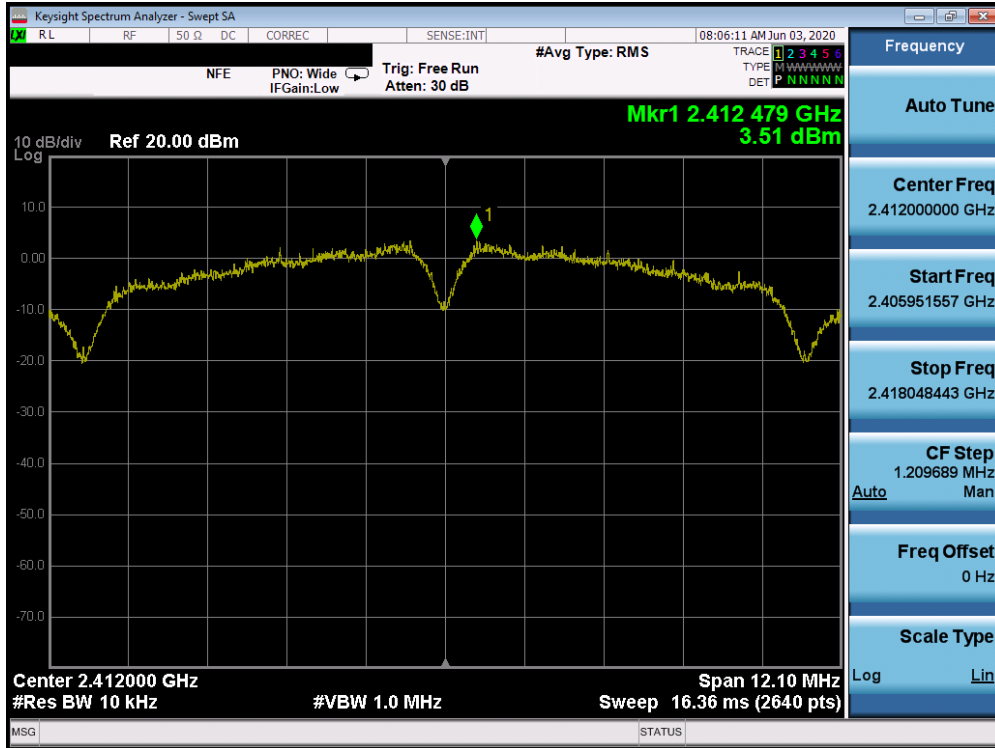 Keysight Spectrum Analyzer - Swept SA
LXI RL RF 50 Ω DC CORREC SENSE:INT 08:06:11 AM Jun 03, 2020
#Avg Type: RMS TRACE 1 2 3 4 5 6
NFE PNO: Wide Trig: Free Run TYPE M WWWWW
IFGain:Low Atten: 30 dB DET P N N N N N
Mkr1 2.412 479 GHz
3.51 dBm
10 dB/div Ref 20.00 dBm
Log
10.0
1
0.00
-10.0
-20.0
-30.0
-40.0
-50.0
-60.0
-70.0
Center 2.412000 GHz Span 12.10 MHz
#Res BW 10 kHz #VBW 1.0 MHz Sweep 16.36 ms (2640 pts)
MSG STATUS
Frequency
Auto Tune
Center Freq
2.412000000 GHz
Start Freq
2.405951557 GHz
Stop Freq
2.418048443 GHz
CF Step
1.209689 MHz
Auto Man
Freq Offset
0 Hz
Scale Type
Log Lin